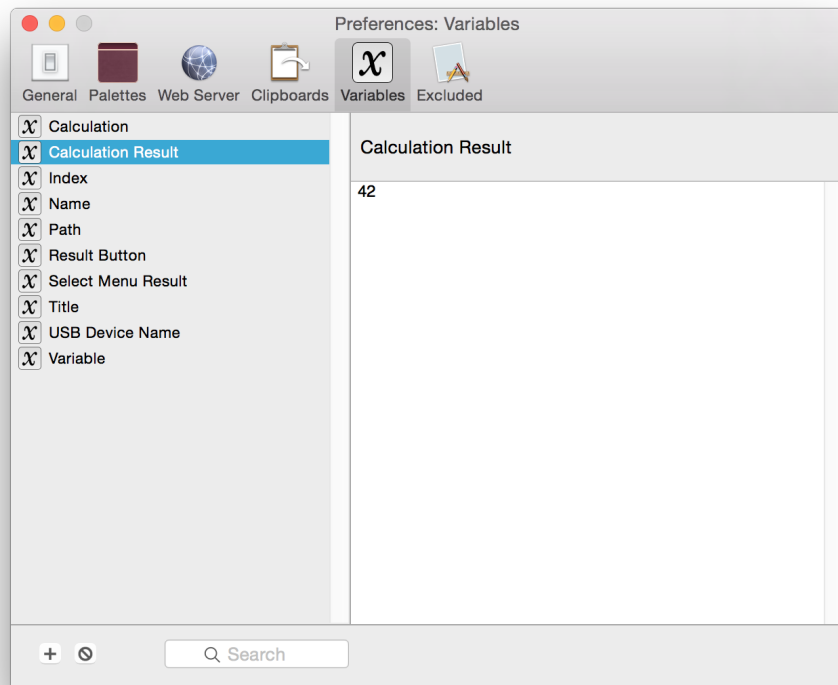 Preferences: Variables
General Palettes Web Server Clipboards Variables Excluded
Calculation
Calculation Result
Index
Name
Path
Result Button
Select Menu Result
Title
USB Device Name
Variable
Calculation Result
42
Search